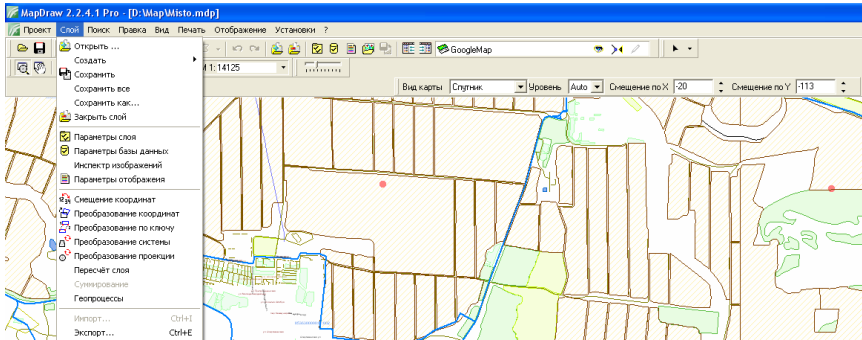 MapDraw 2.2.4.1 Pro - [D:\Map\Misto.mdp]
Проект Слой Поиск Правка Вид Печать Отображение Установки ?
GoogleMap
M 1: 14125
Вид карты Спутник Уровень Auto Смещение по X -20 Смещение по Y -113
Открыть ...
Создать
Сохранить
Сохранить все
Сохранить как...
Закрыть слой
Параметры слоя
Параметры базы данных
Инспектр изображений
Параметры отображеия
Смещение координат
Преобразование координат
Преобразование по ключу
Преобразование системы
Преобразование проекции
Пересчёт слоя
Суммирование
Геопроцессы
Импорт... Ctrl+I
Экспорт... Ctrl+E